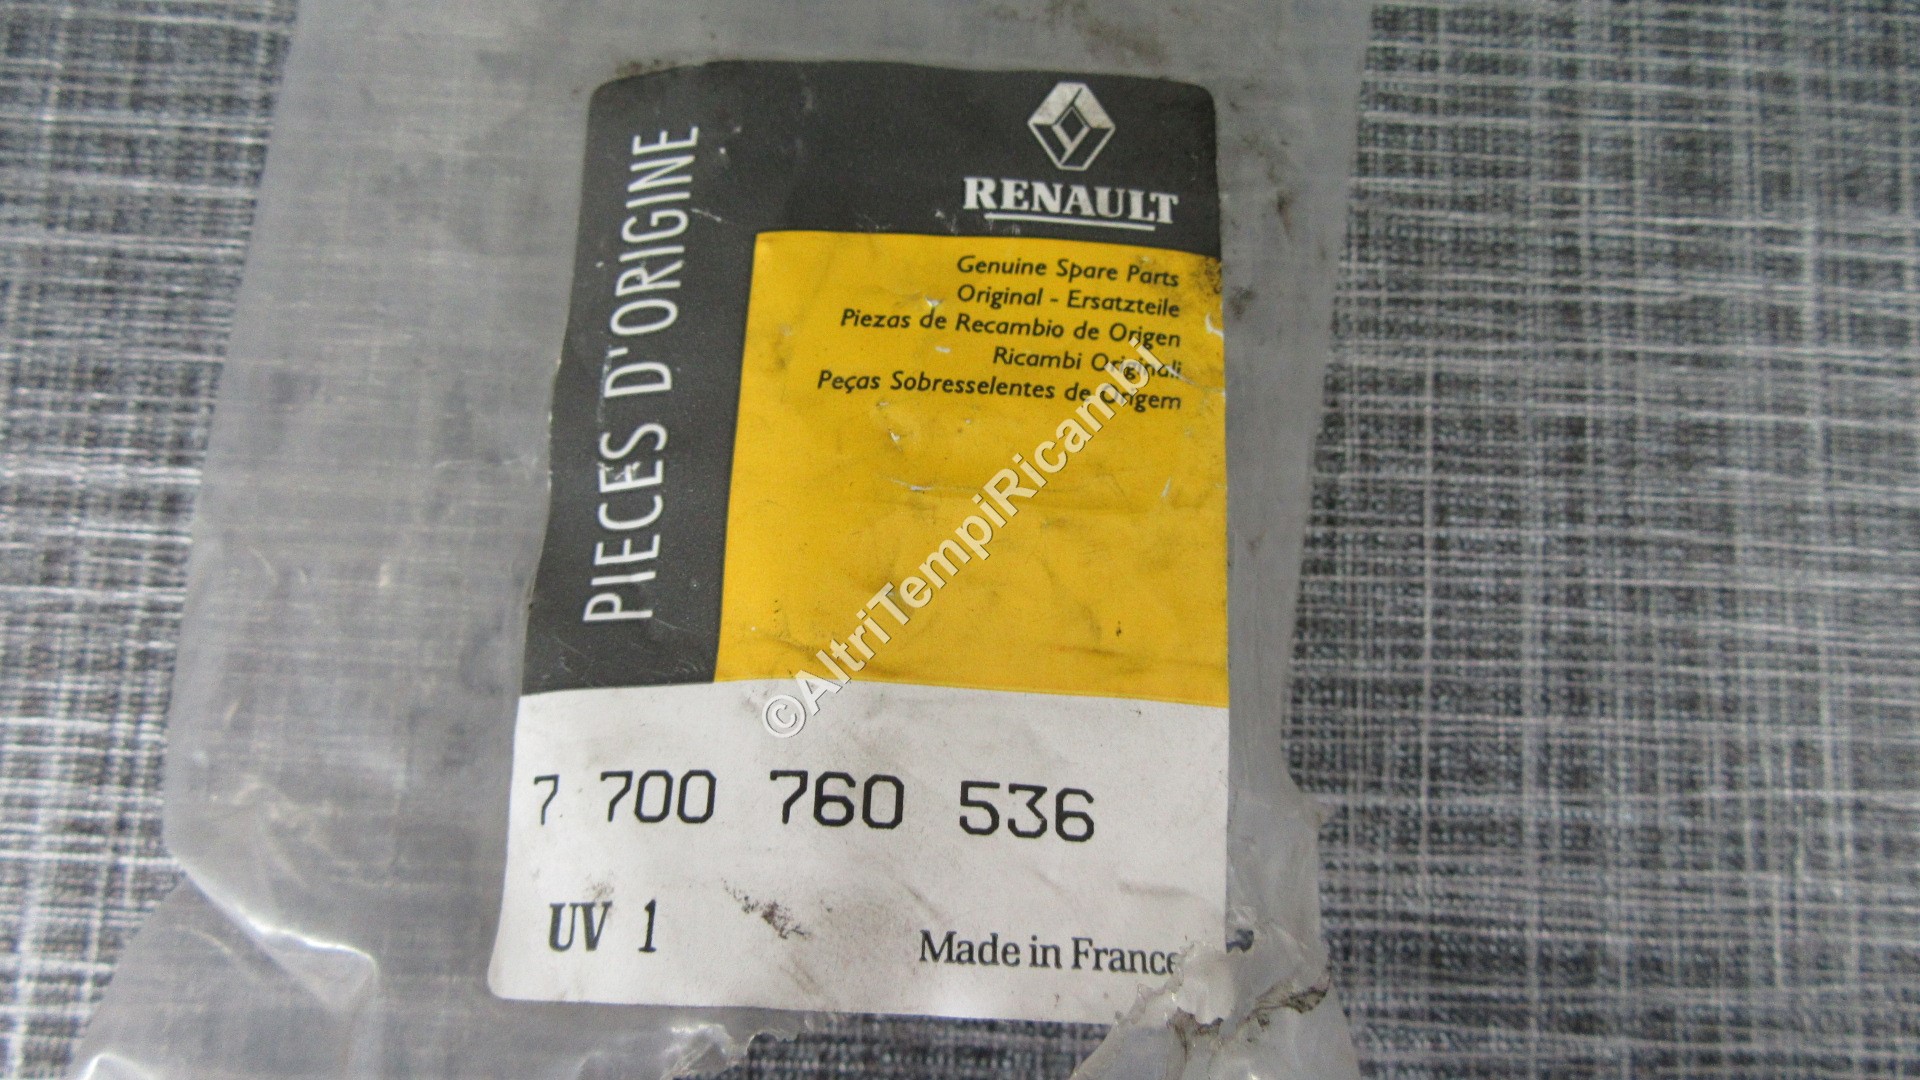 PIECES D'ORIGINE
RENAULT
Genuine Spare Parts
Original - Ersatzteile
Piezas de Recambio de Origen
Ricambi Originali
Peças Sobresselentes de Origem
©AltriTempiRicambi
7 700 760 536
UV 1
Made in France